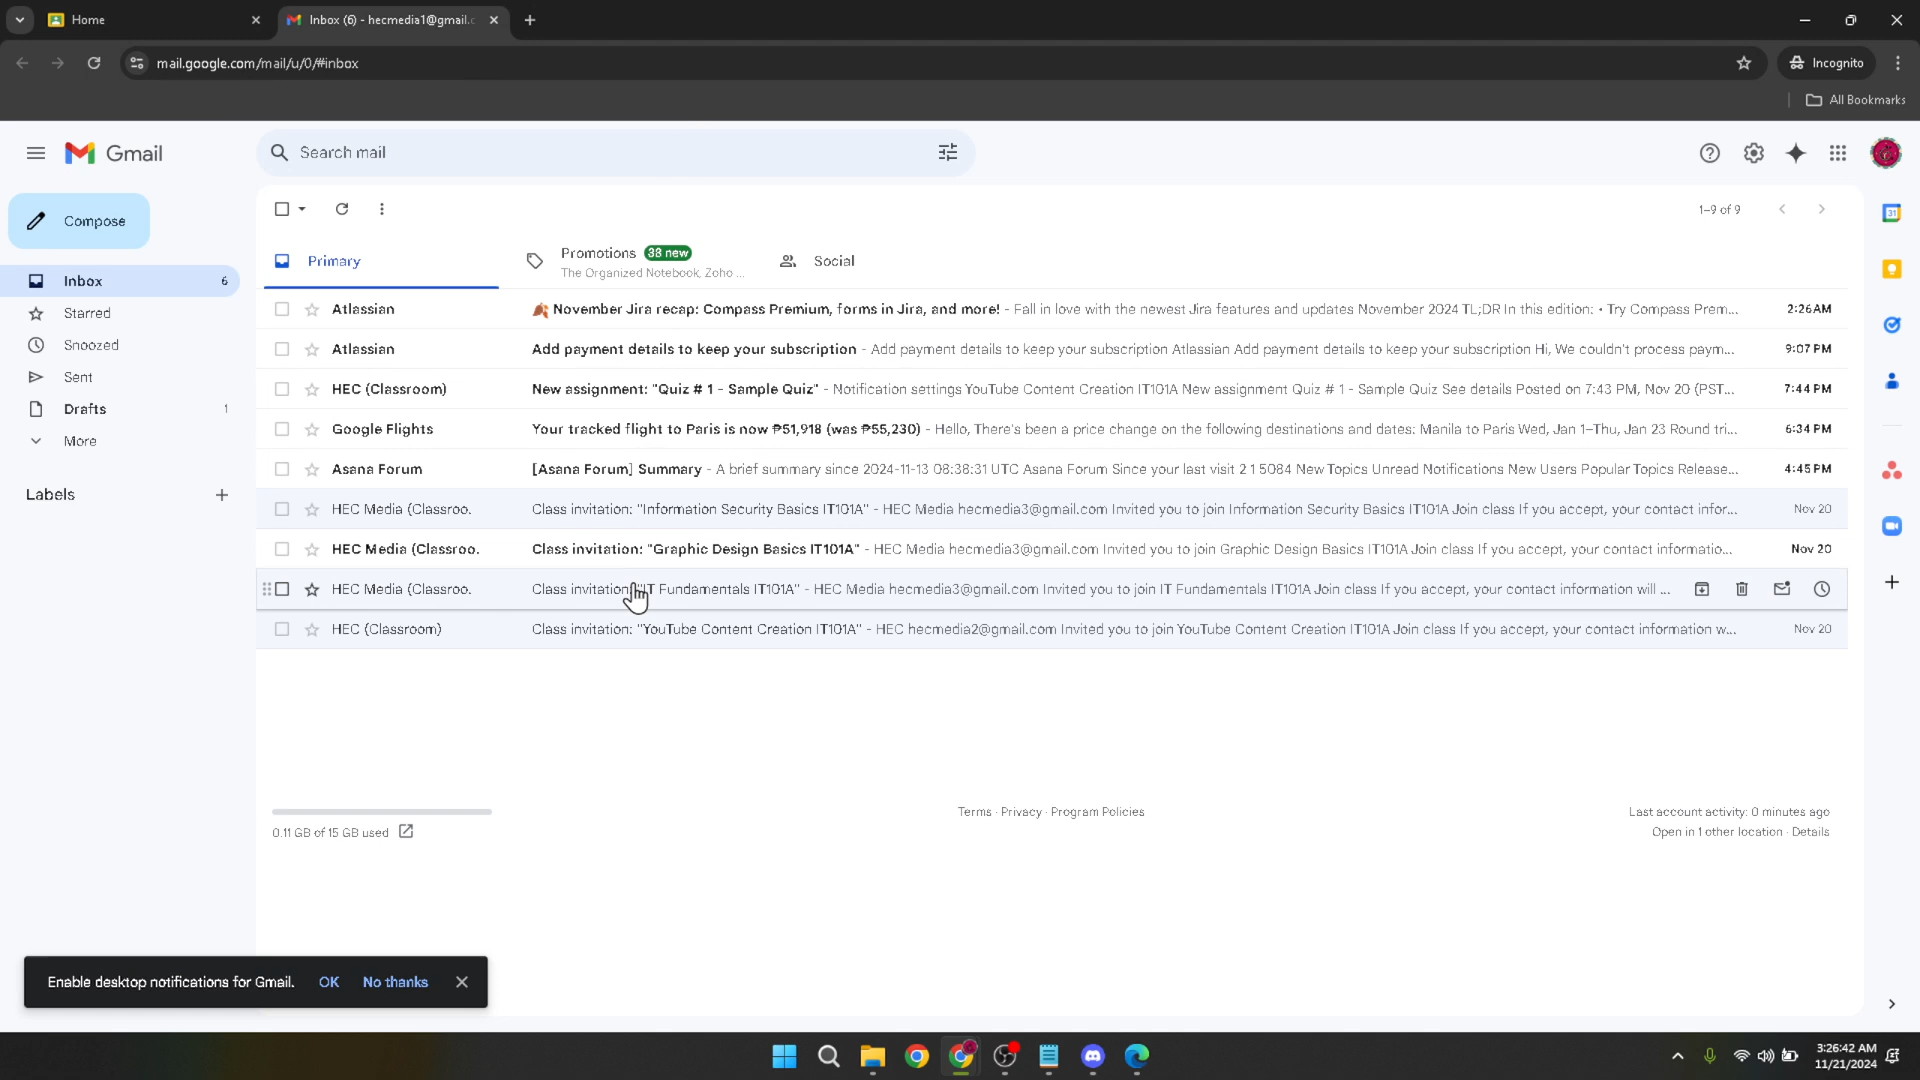 Home
Inbox (6) - hecmedia1@gmail.c
mail.google.com/mail/u/0/#inbox
Incognito
All Bookmarks
Gmail
Search mail
Compose
1–9 of 9
Primary
Promotions 38 new
The Organized Notebook, Zoho ...
Social
Inbox 6
Starred
Snoozed
Sent
Drafts 1
More
Labels
Atlassian 🍂 November Jira recap: Compass Premium, forms in Jira, and more! - Fall in love with the newest Jira features and updates November 2024 TL;DR In this edition: • Try Compass Prem... 2:26 AM
Atlassian Add payment details to keep your subscription - Add payment details to keep your subscription Atlassian Add payment details to keep your subscription Hi, We couldn't process paym... 9:07 PM
HEC (Classroom) New assignment: "Quiz # 1 - Sample Quiz" - Notification settings YouTube Content Creation IT101A New assignment Quiz # 1 - Sample Quiz See details Posted on 7:43 PM, Nov 20 (PST... 7:44 PM
Google Flights Your tracked flight to Paris is now ₱51,918 (was ₱55,230) - Hello, There's been a price change on the following destinations and dates: Manila to Paris Wed, Jan 1–Thu, Jan 23 Round tri... 6:34 PM
Asana Forum [Asana Forum] Summary - A brief summary since 2024-11-13 08:38:31 UTC Asana Forum Since your last visit 2 1 5084 New Topics Unread Notifications New Users Popular Topics Release... 4:45 PM
HEC Media (Classroo. Class invitation: "Information Security Basics IT101A" - HEC Media hecmedia3@gmail.com Invited you to join Information Security Basics IT101A Join class If you accept, your contact infor... Nov 20
HEC Media (Classroo. Class invitation: "Graphic Design Basics IT101A" - HEC Media hecmedia3@gmail.com Invited you to join Graphic Design Basics IT101A Join class If you accept, your contact informatio... Nov 20
HEC Media (Classroo. Class invitation: "IT Fundamentals IT101A" - HEC Media hecmedia3@gmail.com Invited you to join IT Fundamentals IT101A Join class If you accept, your contact information will ...
HEC (Classroom) Class invitation: "YouTube Content Creation IT101A" - HEC hecmedia2@gmail.com Invited you to join YouTube Content Creation IT101A Join class If you accept, your contact information w... Nov 20
0.11 GB of 15 GB used
Terms · Privacy · Program Policies
Last account activity: 0 minutes ago
Open in 1 other location · Details
Enable desktop notifications for Gmail. OK No thanks
3:26:42 AM
11/21/2024